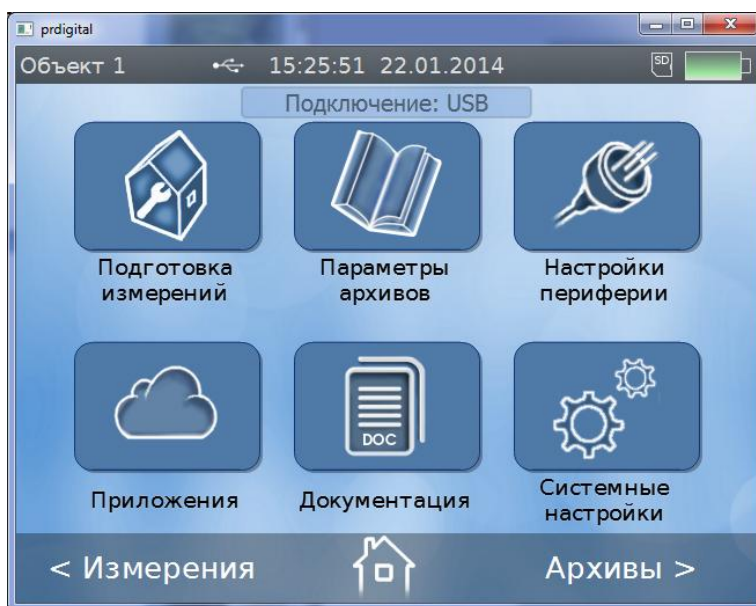 prdigital
Объект 1 15:25:51 22.01.2014 SD
Подключение: USB
Подготовка
измерений
Параметры
архивов
Настройки
периферии
DOC
Приложения
Документация
Системные
настройки
< Измерения
Архивы >